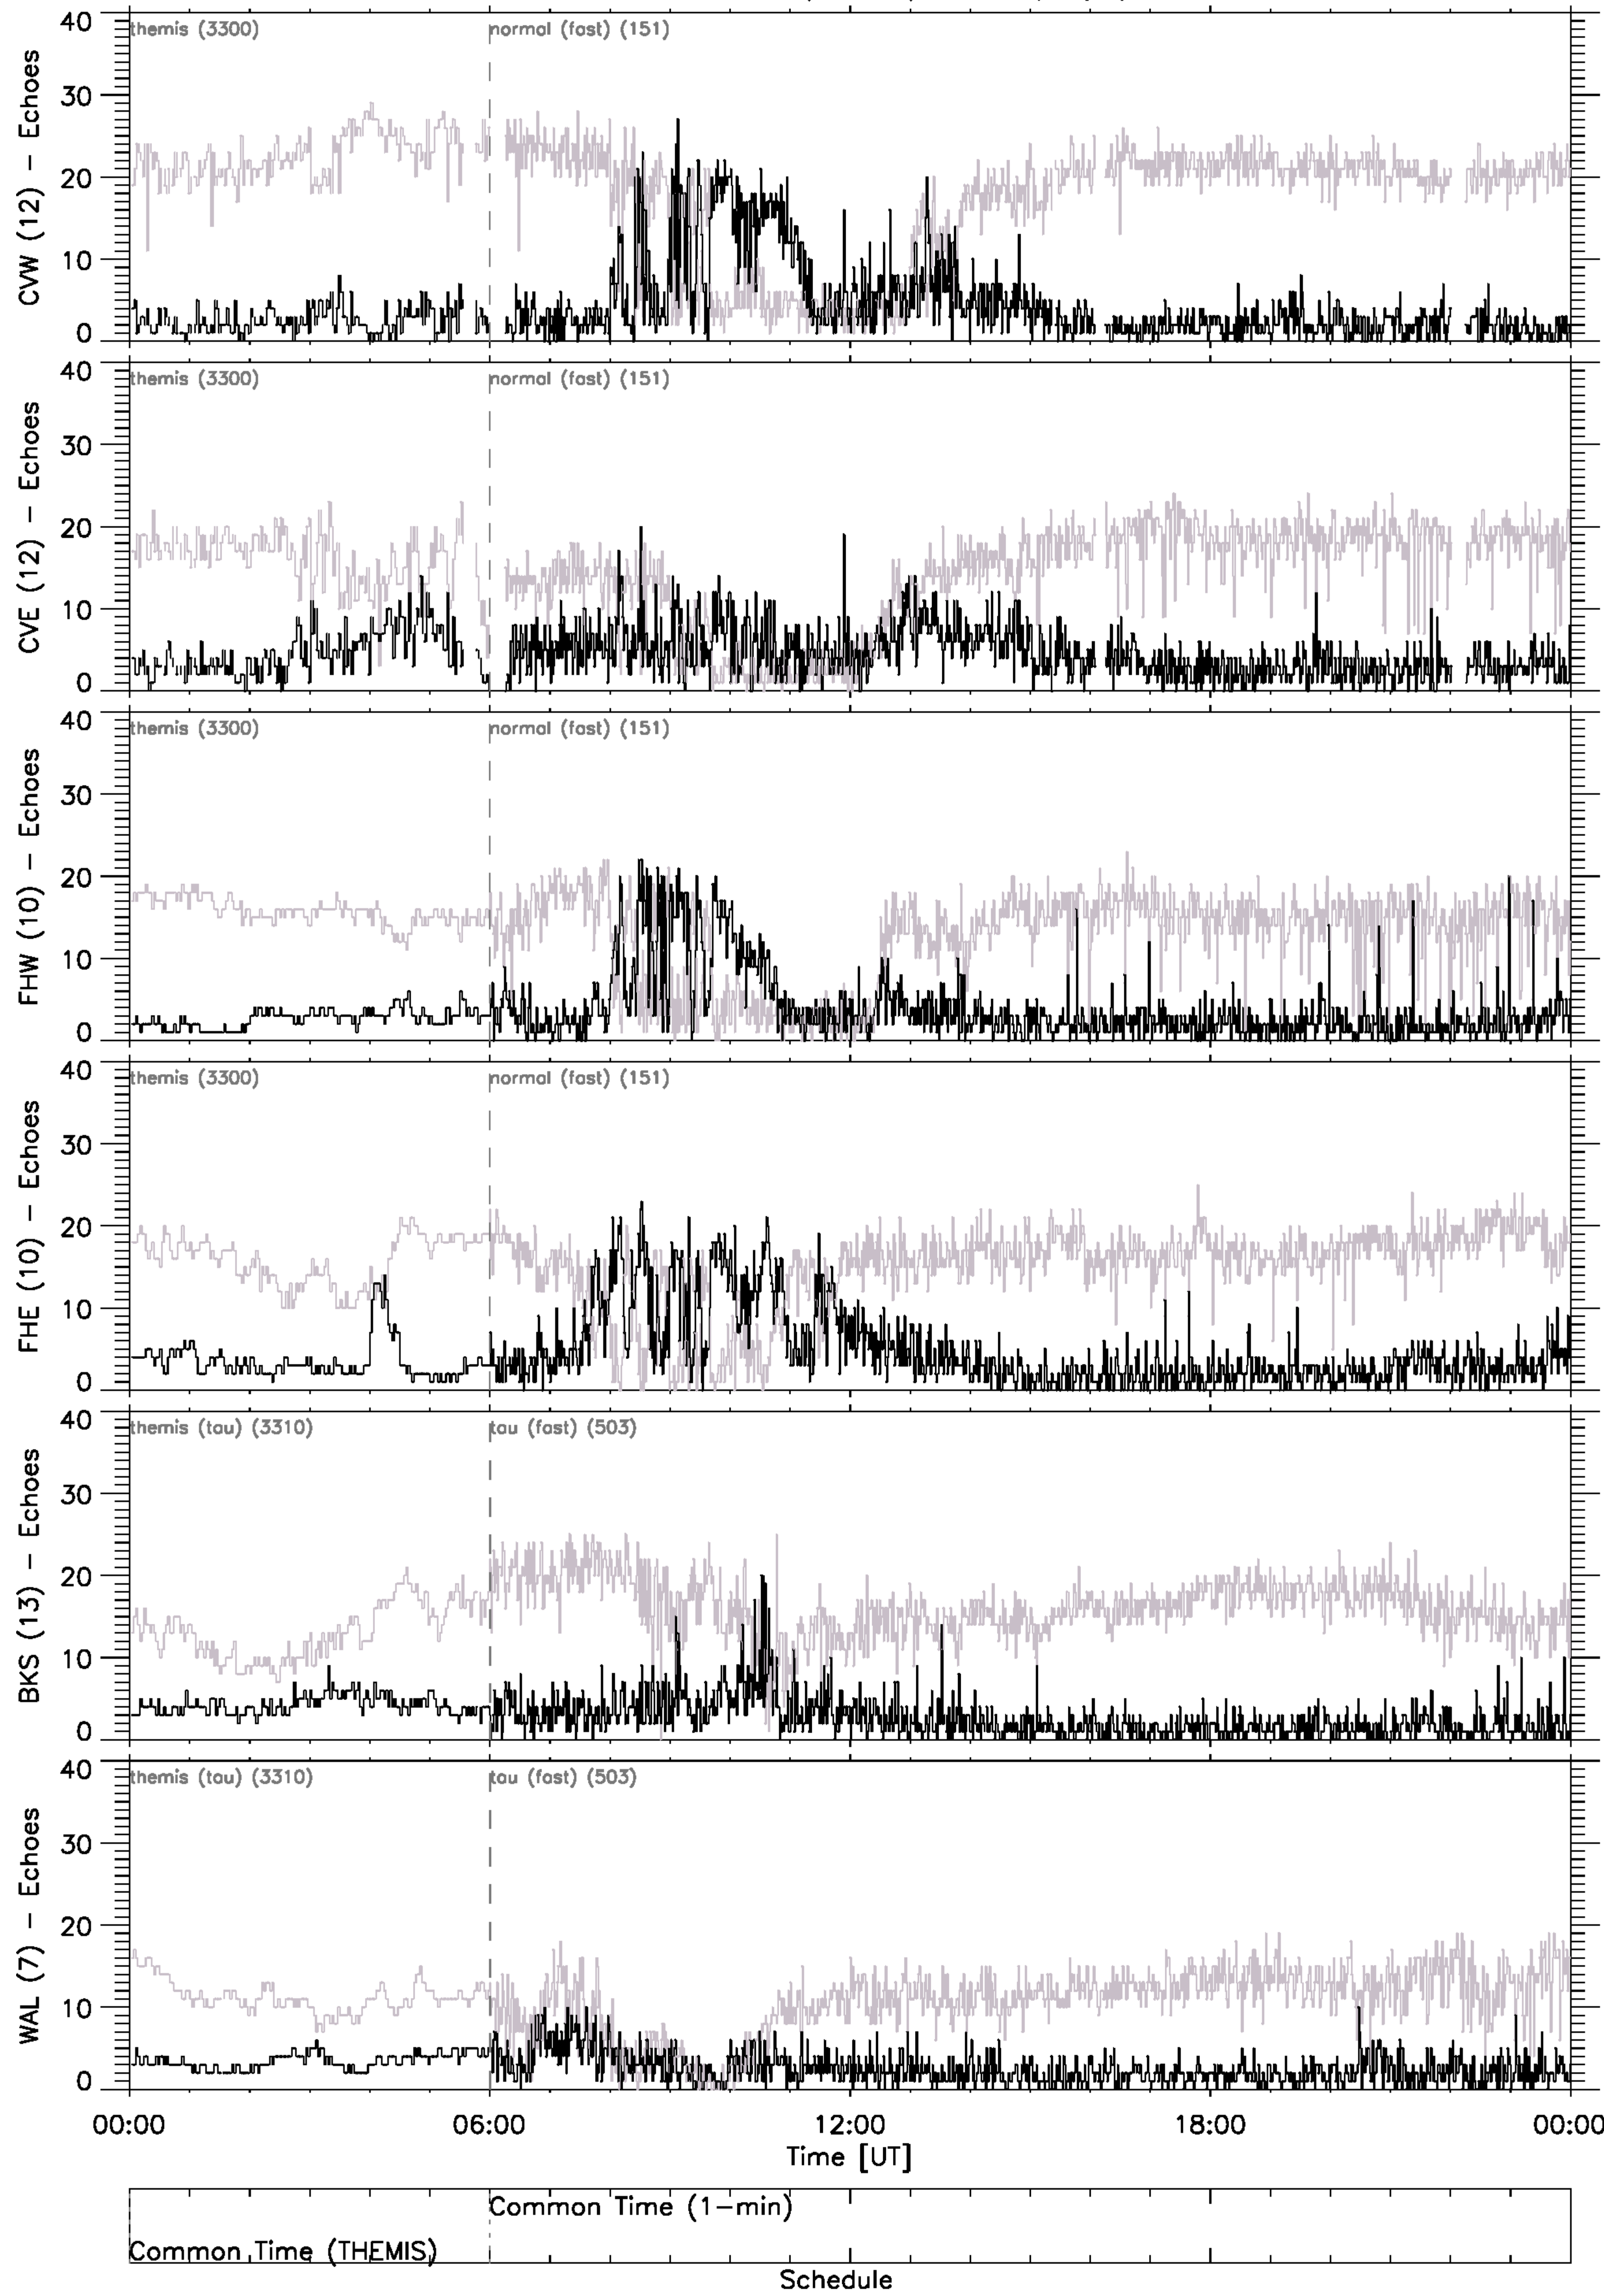 40 themis (3300) normal (fast) (151)
30
20
10
0
CVW (12) − Echoes
40 themis (3300) normal (fast) (151)
30
20
10
0
CVE (12) − Echoes
40 themis (3300) normal (fast) (151)
30
20
10
0
FHW (10) − Echoes
40 themis (3300) normal (fast) (151)
30
20
10
0
FHE (10) − Echoes
40 themis (tau) (3310) tau (fast) (503)
30
20
10
0
BKS (13) − Echoes
40 themis (tau) (3310) tau (fast) (503)
30
20
10
0
WAL (7) − Echoes
00:00 06:00 12:00 18:00 00:00
Time [UT]
Common Time (1−min)
Common Time (THEMIS)
Schedule